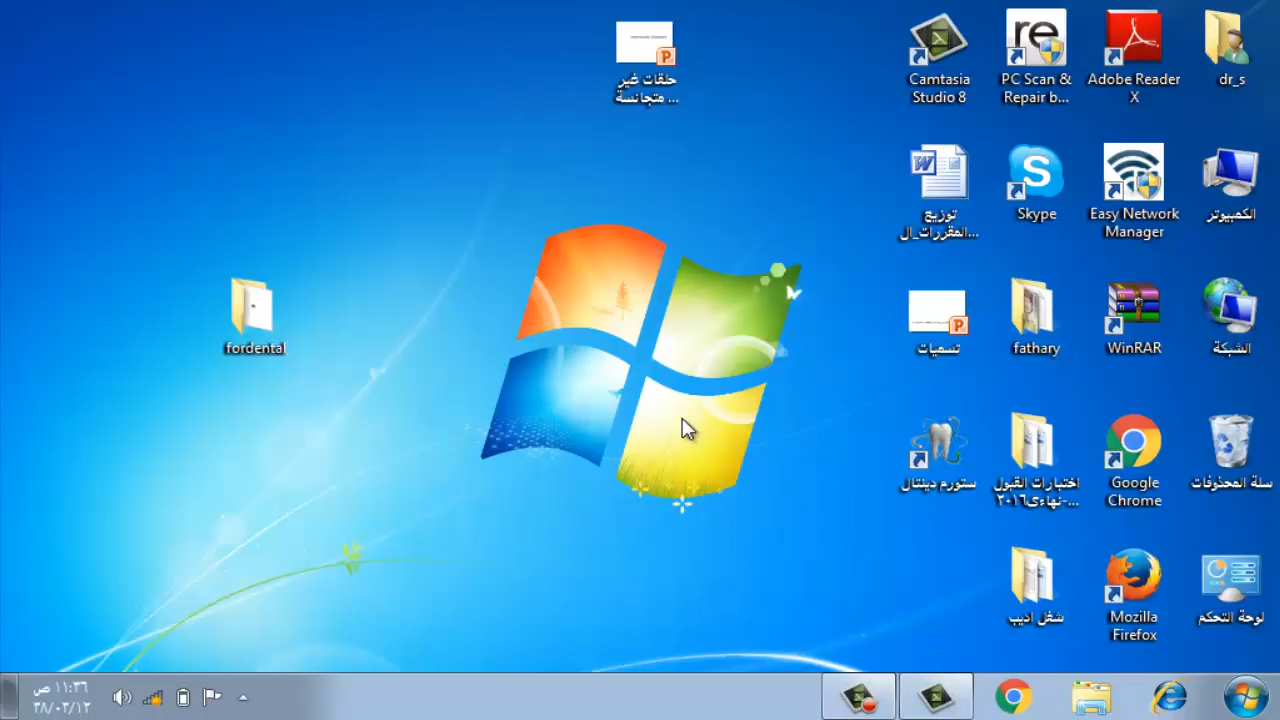 حلقات غير
متجانسة ...
Camtasia
Studio 8
PC Scan &
Repair b...
Adobe Reader
X
dr_s
توزيع
المقررات_ال...
Skype
Easy Network
Manager
الكمبيوتر
fordental
تسميات
fathary
WinRAR
الشبكة
ستورم دينتال
اختبارات القبول
نهاءى٢٠١٦-...
Google
Chrome
سلة المحذوفات
شغل اديب
Mozilla
Firefox
لوحة التحكم
١١:٣٦ ص
٣٨/٠٣/١٢